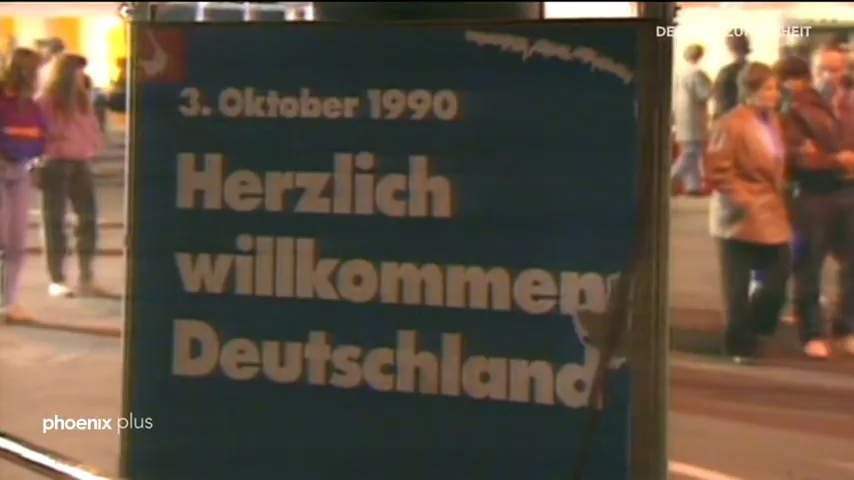 3. Oktober 1990
Herzlich
willkommen
Deutschland
phoenix plus